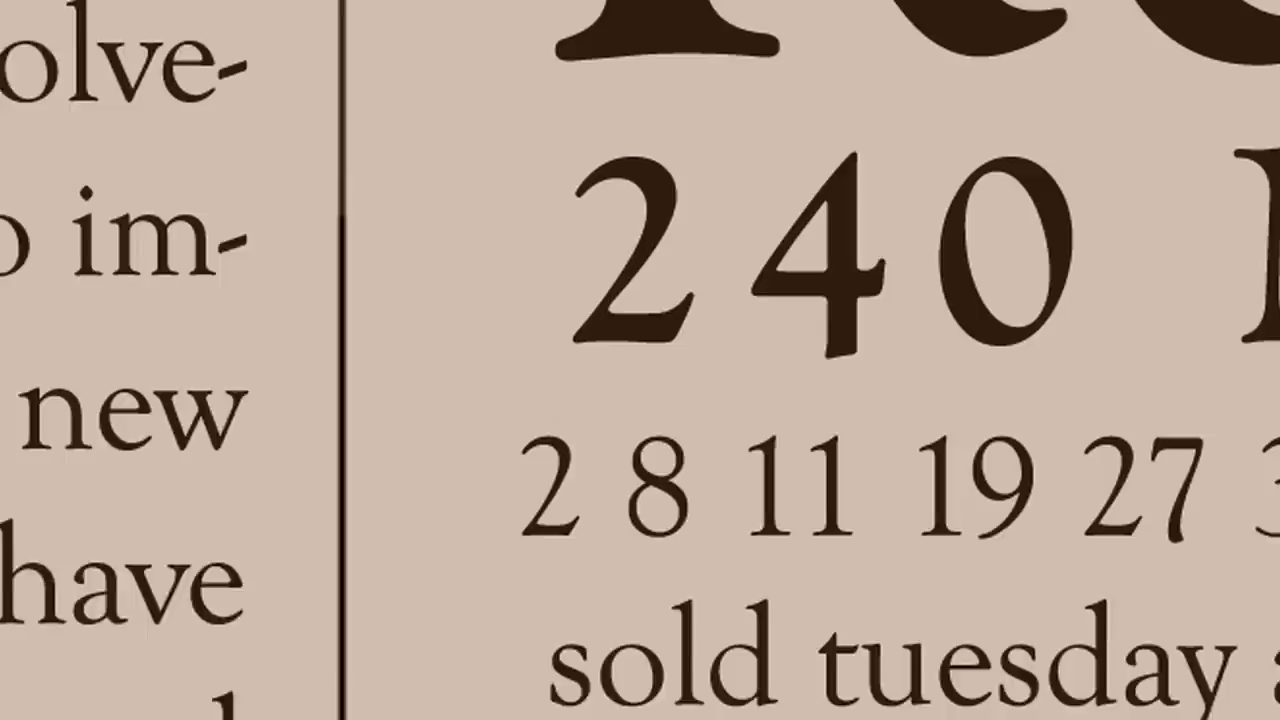 olve-
im-
new
have
240
2 8 11 19 27
sold tuesday